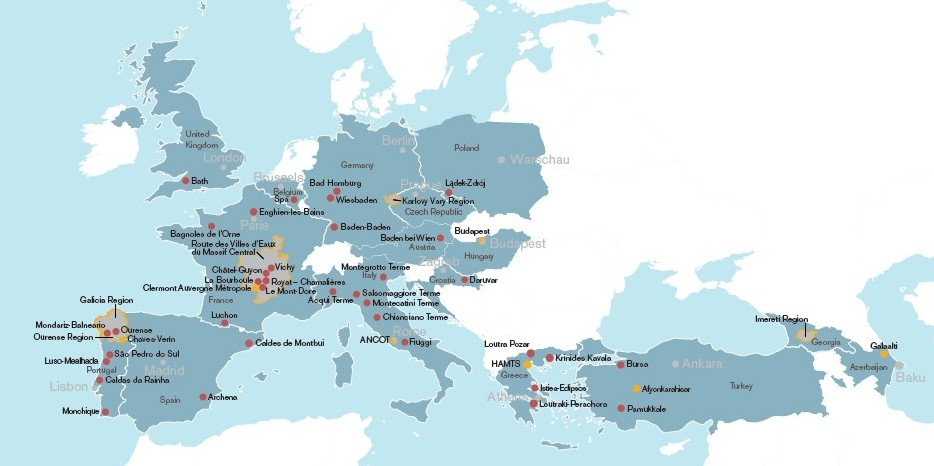 United
Kingdom
London
Bath
Berlin
Poland
Warschau
Germany
Brussels
Belgium
Spa
Bad Homburg
Wiesbaden
Prague
Lądek-Zdrój
Karlovy Vary Region
Czech Republic
Enghien-les-Bains
Paris
Bagnoles de l'Orne
Baden-Baden
Baden bei Wien
Austria
Budapest
Budapest
Hungary
Route des Villes d'Eaux
du Massif Central
Vichy
Châtel-Guyon
La Bourboule
Royat – Chamalières
Clermont Auvergne Métropole
Le Mont-Dore
France
Montegrotto Terme
Italy
Zagreb
Croatia
Daruvar
Acqui Terme
Salsomaggiore Terme
Montecatini Terme
Chianciano Terme
Luchon
Galicia Region
Mondariz-Balneario
Ourense
Ourense Region
Chaves-Verín
Caldes de Montbui
São Pedro do Sul
Luso-Mealhada
Portugal
Madrid
Lisbon
Caldas da Rainha
Spain
Archena
Monchique
Rome
ANCOT
Fiuggi
Loutra Pozar
Krinides Kavala
HAMTS
Greece
Istiea-Edipsos
Athens
Loutraki-Perachora
Bursa
Ankara
Afyonkarahisar
Turkey
Pamukkale
Imereti Region
Georgia
Galaalti
Azerbaijan
Baku